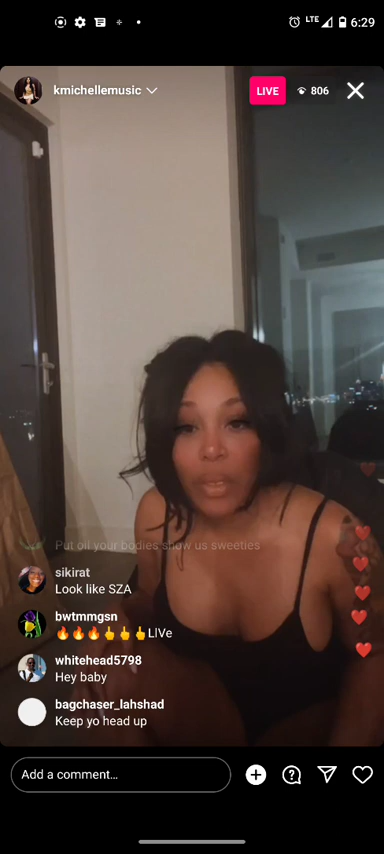 LTE 6:29
kmichellemusic LIVE 806
Put oil your bodies show us sweeties
sikirat
Look like SZA
bwtmmgsn
🔥🔥🔥👆👆👆LIVe
whitehead5798
Hey baby
bagchaser_lahshad
Keep yo head up
Add a comment...